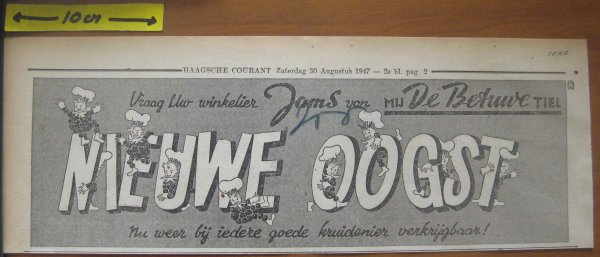 10 cm
HAAGSCHE COURANT Zaterdag 30 Augustus 1947 — 2e bl. pag. 2
Vraag Uw winkelier Jams van MIJ De Betuwe TIEL
NIEUWE OOGST
Nu weer bij iedere goede kruidenier verkrijgbaar!